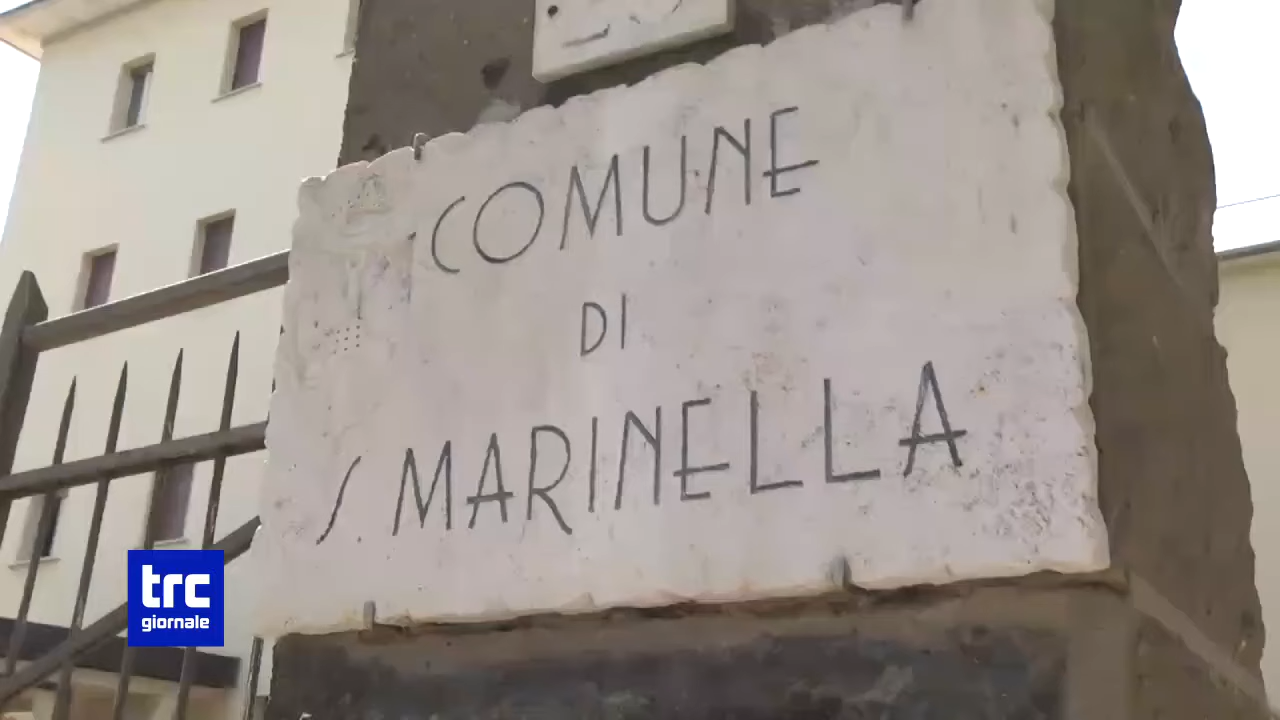 COMUNE
DI
S. MARINELLA
trc
giornale